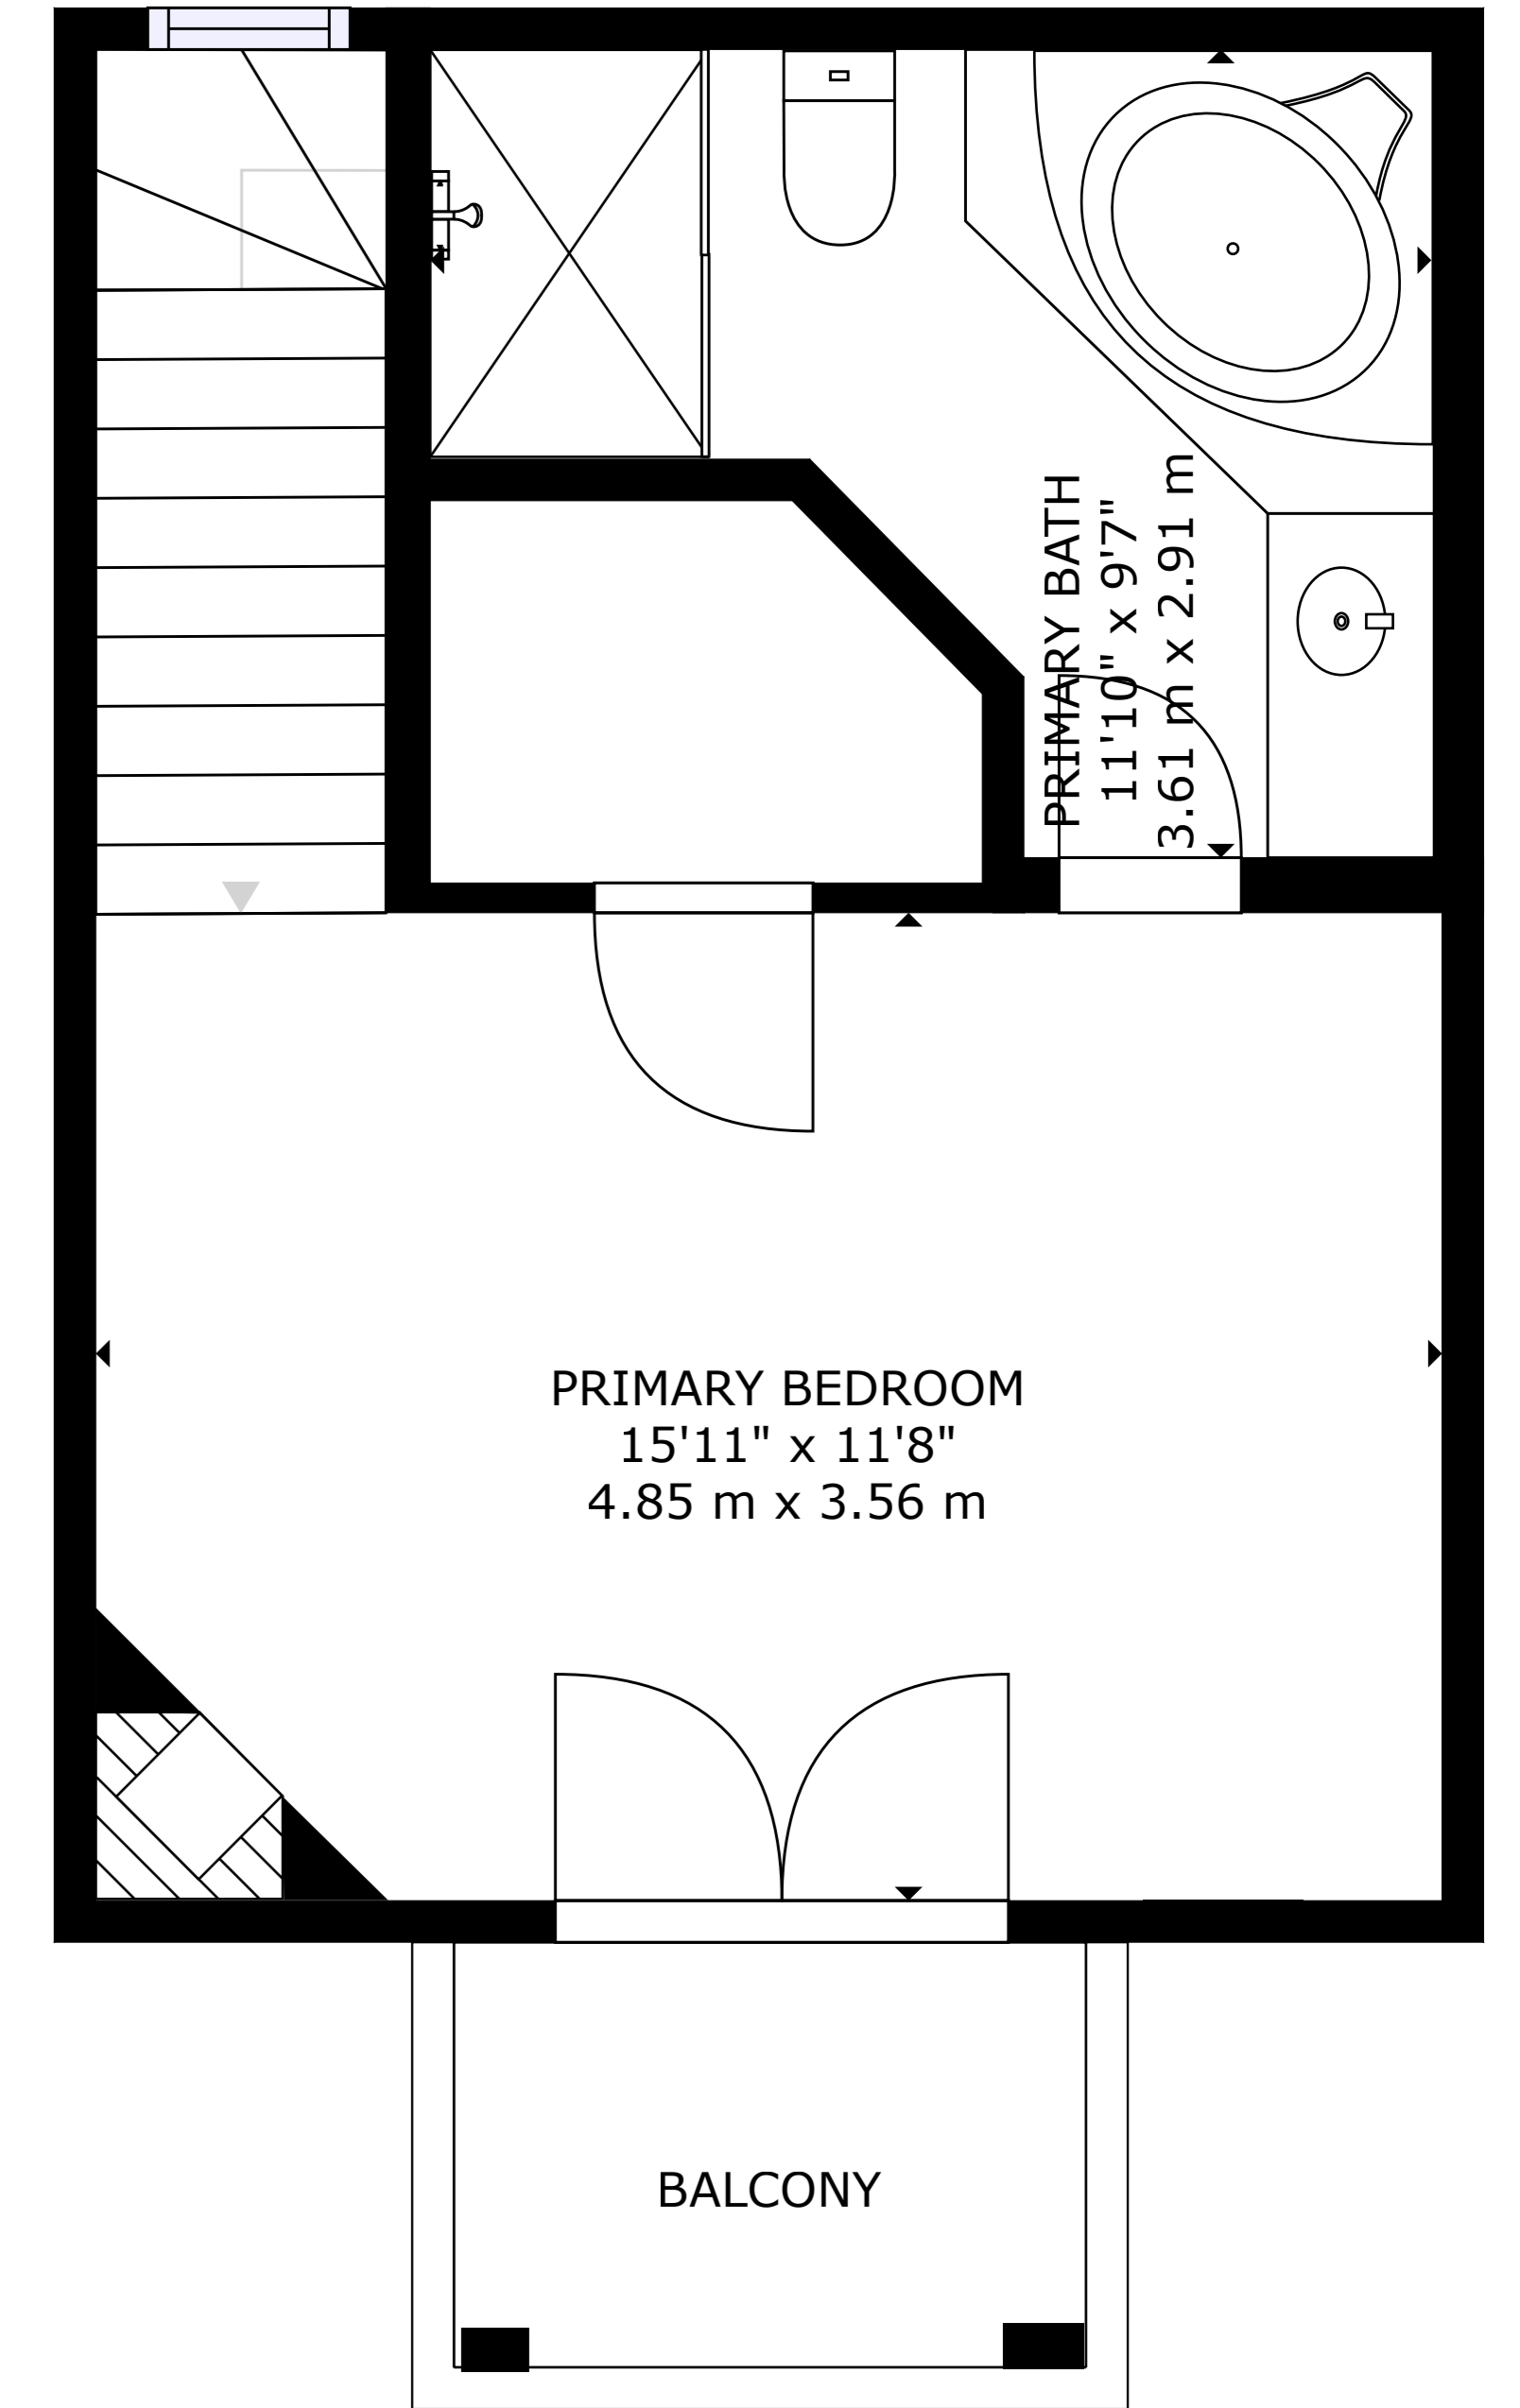 PRIMARY BATH
11'10" x 9'7"
3.61 m x 2.91 m
PRIMARY BEDROOM
15'11" x 11'8"
4.85 m x 3.56 m
BALCONY